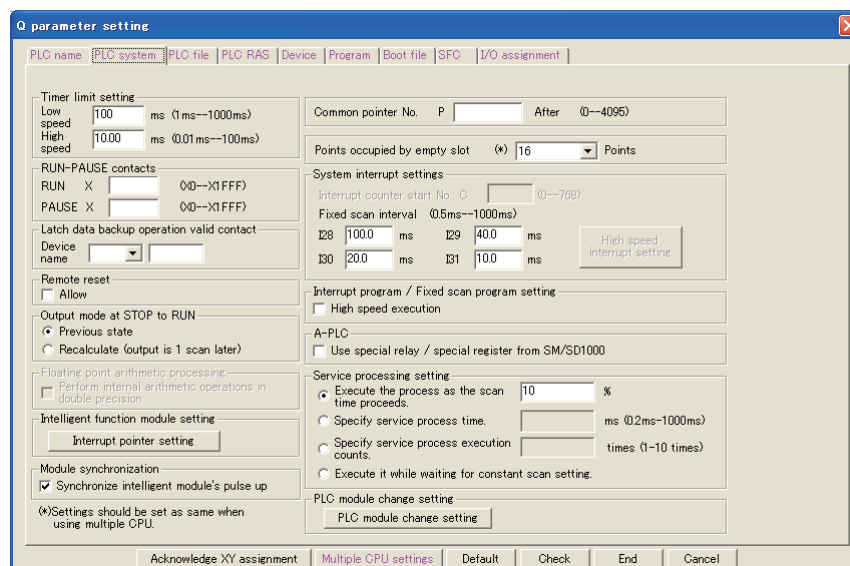 Q parameter setting
PLC name PLC system PLC file PLC RAS Device Program Boot file SFC I/O assignment
Timer limit setting
Low speed 100 ms (1ms--1000ms)
High speed 10.00 ms (0.01ms--100ms)
RUN-PAUSE contacts
RUN X (X0--X1FFF)
PAUSE X (X0--X1FFF)
Latch data backup operation valid contact
Device name
Remote reset
Allow
Output mode at STOP to RUN
Previous state
Recalculate (output is 1 scan later)
Floating point arithmetic processing
Perform internal arithmetic operations in
double precision
Intelligent function module setting
Interrupt pointer setting
Module synchronization
Synchronize intelligent module's pulse up
(*)Settings should be set as same when
using multiple CPU.
Common pointer No. P After (0--4095)
Points occupied by empty slot (*) 16 Points
System interrupt settings
Interrupt counter start No. C (0--768)
Fixed scan interval (0.5ms--1000ms)
I28 100.0 ms I29 40.0 ms
I30 20.0 ms I31 10.0 ms
High speed
interrupt setting
Interrupt program / Fixed scan program setting
High speed execution
A-PLC
Use special relay / special register from SM/SD1000
Service processing setting
Execute the process as the scan
time proceeds. 10 %
Specify service process time. ms (0.2ms-1000ms)
Specify service process execution
counts. times (1-10 times)
Execute it while waiting for constant scan setting.
PLC module change setting
PLC module change setting
Acknowledge XY assignment Multiple CPU settings Default Check End Cancel